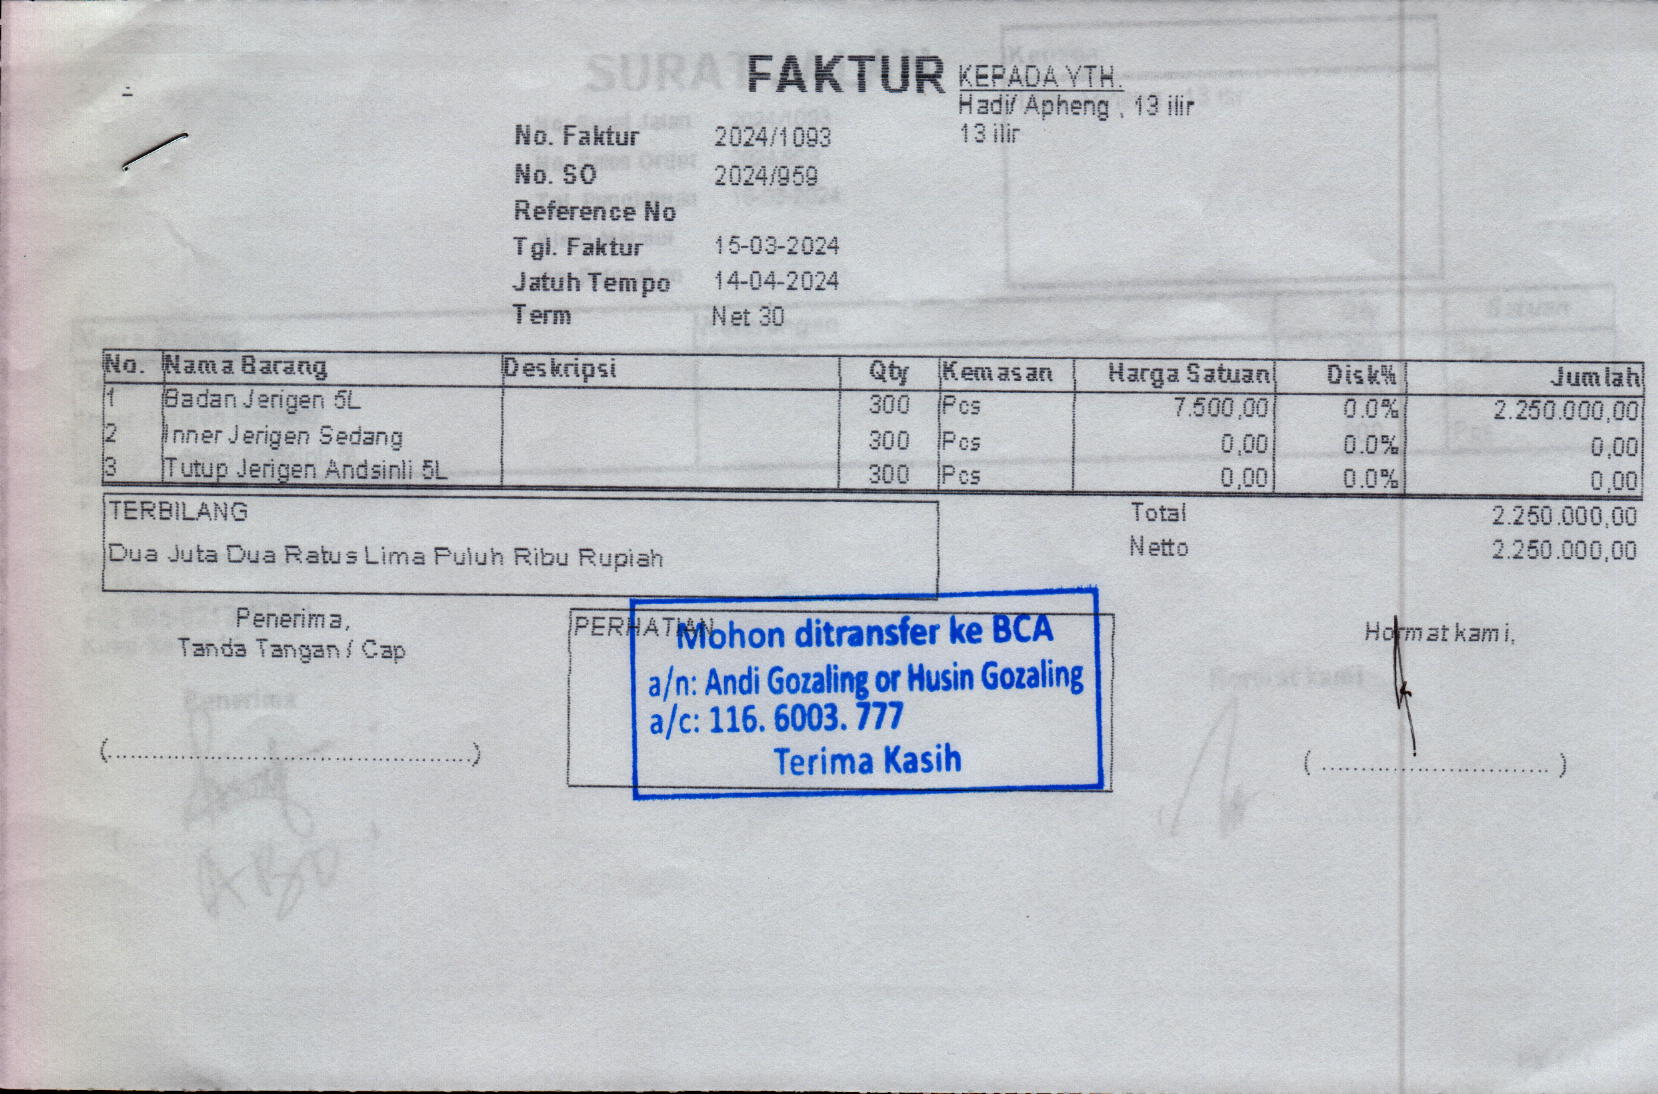 FAKTUR
KEPADA YTH.
Hadi/ Apheng , 13 ilir
13 ilir
No. Faktur 2024/1093
No. SO 2024/959
Reference No
Tgl. Faktur 15-03-2024
Jatuh Tempo 14-04-2024
Term Net 30
No. Nama Barang Deskripsi Qty Kemasan Harga Satuan Disk% Jumlah
1 Badan Jerigen 5L 300 Pcs 7.500,00 0.0% 2.250.000,00
2 Inner Jerigen Sedang 300 Pcs 0,00 0.0% 0,00
3 Tutup Jerigen Andsinli 5L 300 Pcs 0,00 0.0% 0,00
TERBILANG
Dua Juta Dua Ratus Lima Puluh Ribu Rupiah
Total 2.250.000,00
Netto 2.250.000,00
Penerima,
Tanda Tangan / Cap
(................................................)
PERHATIAN
Mohon ditransfer ke BCA
a/n: Andi Gozaling or Husin Gozaling
a/c: 116. 6003. 777
Terima Kasih
Hormat kami,
( .............................. )